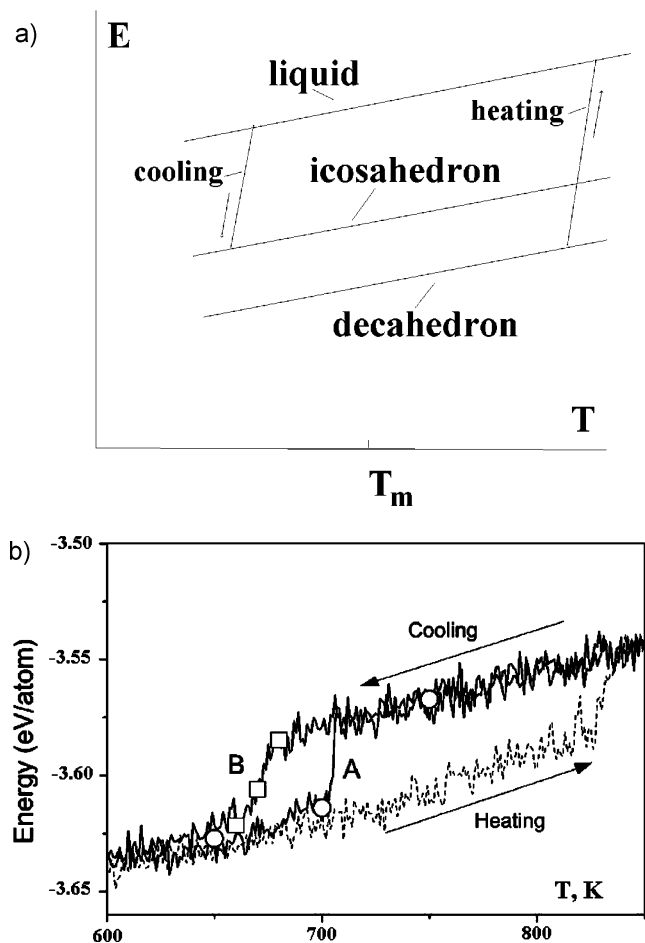 a)
E
liquid
heating
cooling
icosahedron
decahedron
T
Tm
b)
-3.50
Cooling
-3.55
Energy (eV/atom)
B
A
-3.60
Heating
-3.65
T, K
600
700
800